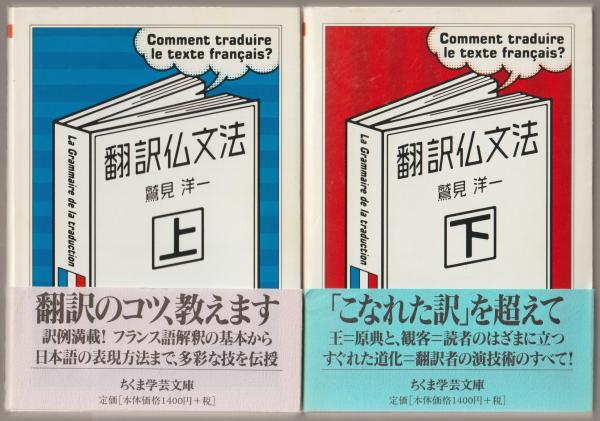 Comment traduire
le texte français?
La Grammaire de la traduction
翻訳仏文法
鷲見 洋一
上
翻訳のコツ、教えます
訳例満載! フランス語解釈の基本から
日本語の表現方法まで、多彩な技を伝授
ちくま学芸文庫
定価[本体価格1400円+税]
Comment traduire
le texte français?
La Grammaire de la traduction
翻訳仏文法
鷲見 洋一
下
「こなれた訳」を超えて
王=原典と、観客=読者のはざまに立つ
すぐれた道化=翻訳者の演技術のすべて!
ちくま学芸文庫
定価[本体価格1400円+税]